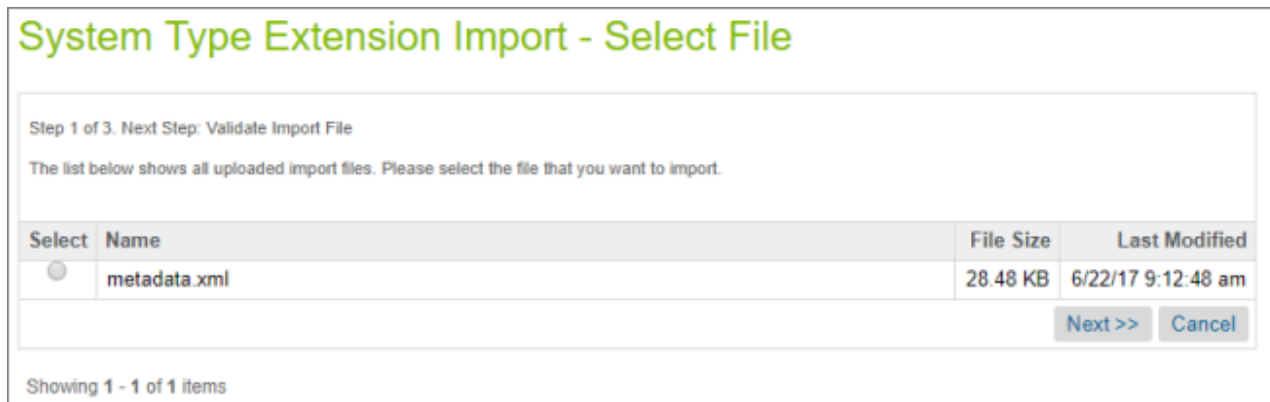 System Type Extension Import - Select File
Step 1 of 3. Next Step: Validate Import File
The list below shows all uploaded import files. Please select the file that you want to import.
Select Name File Size Last Modified
metadata.xml 28.48 KB 6/22/17 9:12:48 am
Next >> Cancel
Showing 1 - 1 of 1 items